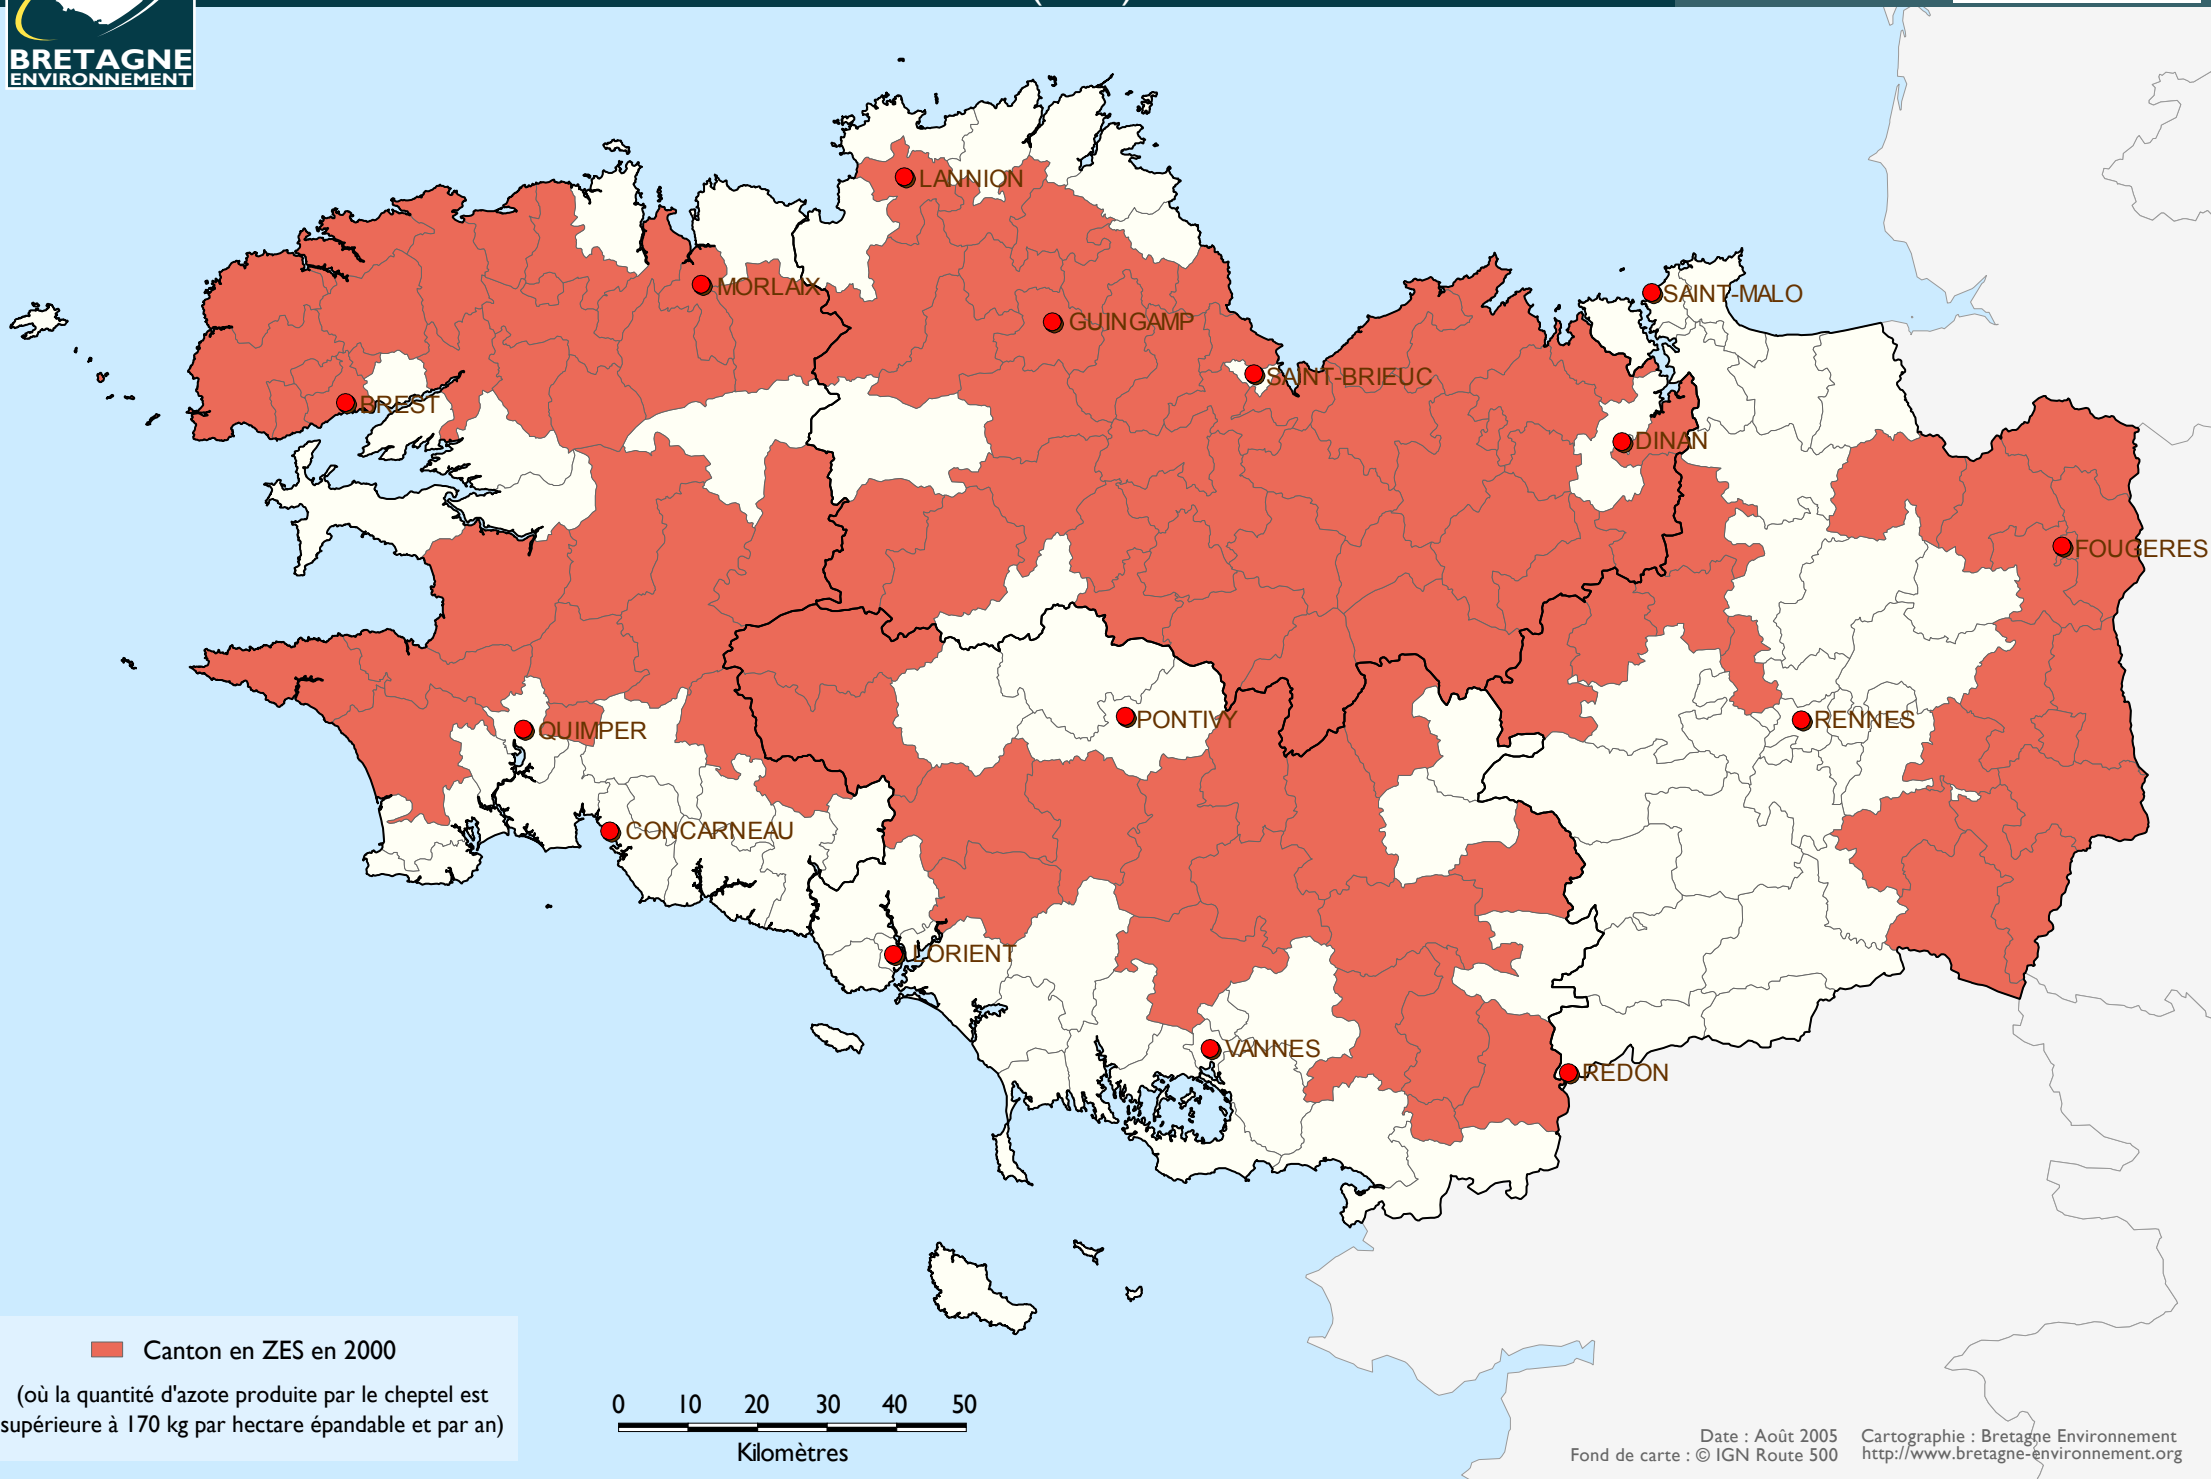 BRETAGNE
ENVIRONNEMENT
LANNION
MORLAIX
SAINT-MALO
GUINGAMP
SAINT-BRIEUC
BREST
DINAN
FOUGERES
PONTIVY
RENNES
QUIMPER
CONCARNEAU
LORIENT
VANNES
REDON
Canton en ZES en 2000
(où la quantité d'azote produite par le cheptel est
supérieure à 170 kg par hectare épandable et par an)
0 10 20 30 40 50
Kilomètres
Date : Août 2005 Cartographie : Bretagne Environnement
Fond de carte : © IGN Route 500 http://www.bretagne-environnement.org